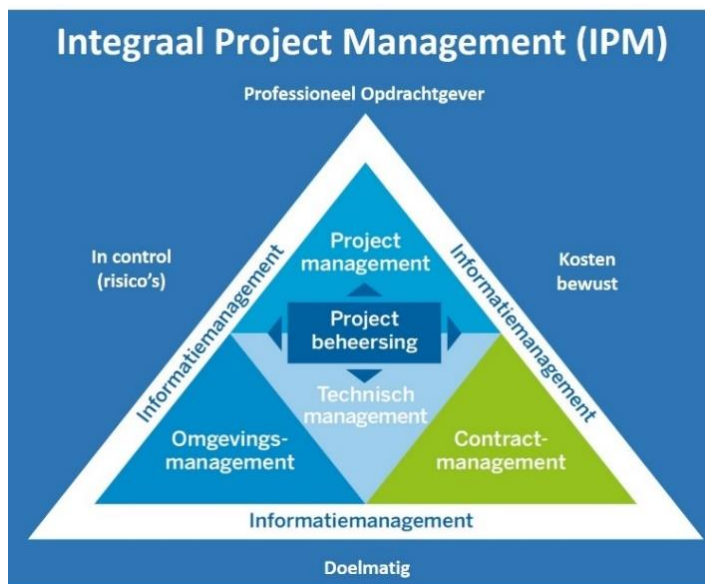 Integraal Project Management (IPM)
Professioneel Opdrachtgever
In control
(risico's)
Informatiemanagement
Project
management
Informatiemanagement
Kosten
bewust
Project
beheersing
Technisch
management
Omgevings-
management
Contract-
management
Informatiemanagement
Doelmatig